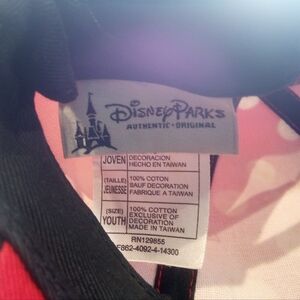 Disney Parks
AUTHENTIC • ORIGINAL
JOVEN DECORACION
HECHO EN TAIWAN
(TAILLE) 100% COTON
JEUNESSE SAUF DECORATION
FABRIQUE A TAIWAN
(SIZE) 100% COTTON
YOUTH EXCLUSIVE OF
DECORATION
MADE IN TAIWAN
RN129855
F862-4092-4-14300